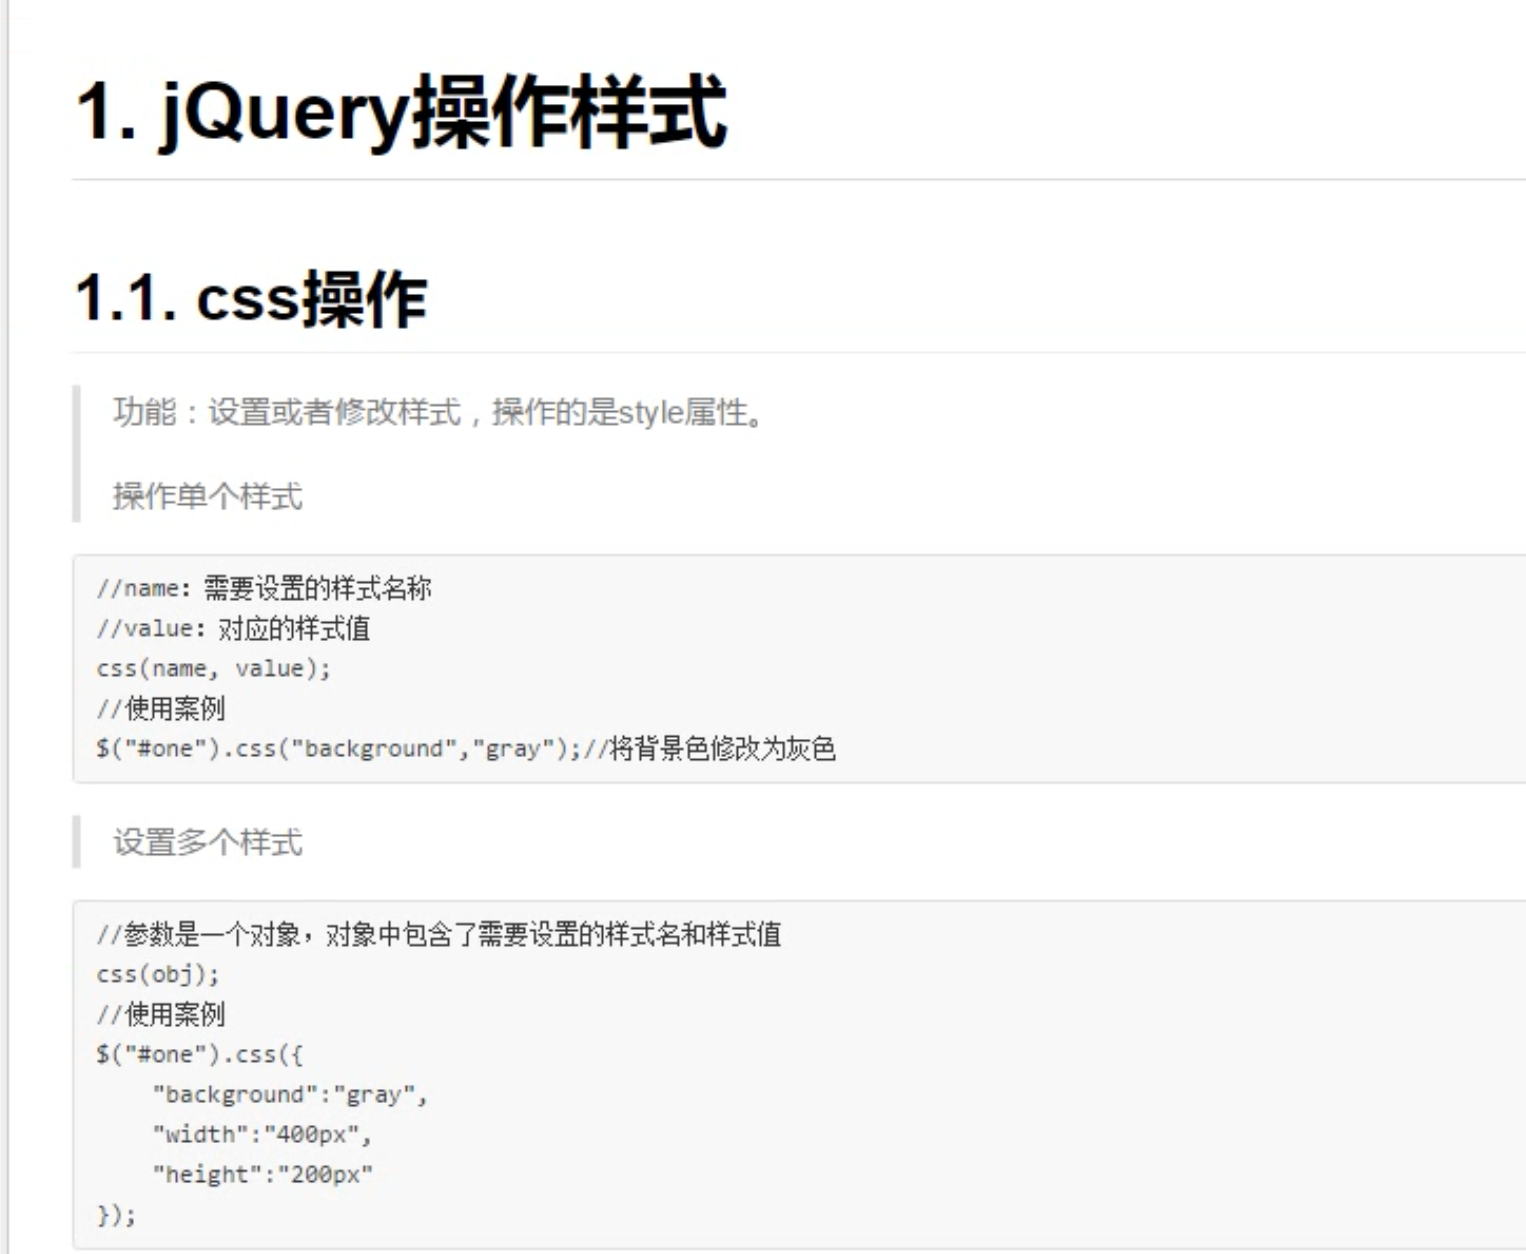 1. jQuery操作样式
1.1. css操作
功能：设置或者修改样式，操作的是style属性。
操作单个样式
//name：需要设置的样式名称
//value：对应的样式值
css(name, value);
//使用案例
$("#one").css("background","gray");//将背景色修改为灰色
设置多个样式
//参数是一个对象，对象中包含了需要设置的样式名和样式值
css(obj);
//使用案例
$("#one").css({
    "background":"gray",
    "width":"400px",
    "height":"200px"
});